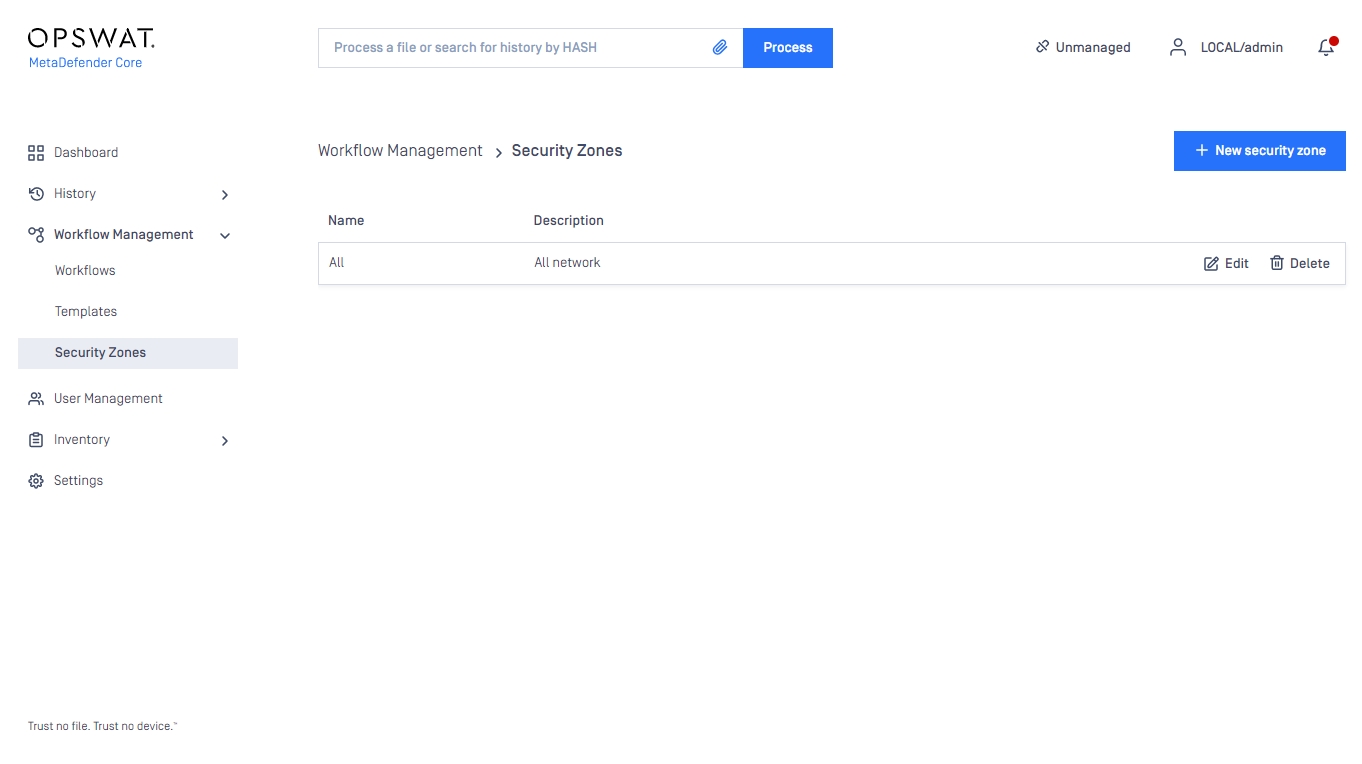 OPSWAT.
MetaDefender Core
Process a file or search for history by HASH
Process
Unmanaged
LOCAL/admin
Dashboard
History
Workflow Management
Workflows
Templates
Security Zones
User Management
Inventory
Settings
Workflow Management > Security Zones
+ New security zone
Name Description
All All network Edit Delete
Trust no file. Trust no device.™